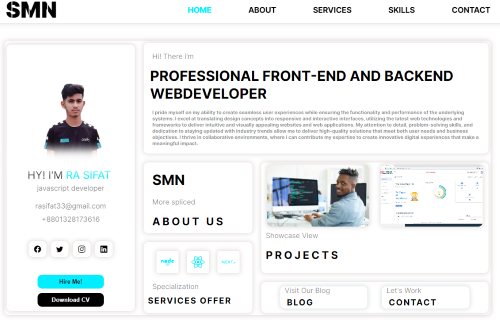 SMN
HOME ABOUT SERVICES SKILLS CONTACT
HY! I'M RA SIFAT
javascript developer
rasifat33@gmail.com
+8801328173616
Hire Me!
Download CV
Hi! There I'm
PROFESSIONAL FRONT-END AND BACKEND
WEBDEVELOPER
I pride myself on my ability to create seamless user experiences while ensuring the functionality and performance of the underlying
systems. I excel at translating design concepts into responsive and interactive interfaces, utilizing the latest web technologies and
frameworks to deliver intuitive and visually appealing websites and web applications. My attention to detail, problem-solving skills, and
dedication to staying updated with industry trends allow me to deliver high-quality solutions that meet both user needs and business
objectives. I thrive in collaborative environments, where I can contribute my expertise to create innovative digital experiences that make a
meaningful impact.
SMN
More spliced
ABOUT US
Specialization
SERVICES OFFER
Showcase View
PROJECTS
Visit Our Blog
BLOG
Let's Work
CONTACT